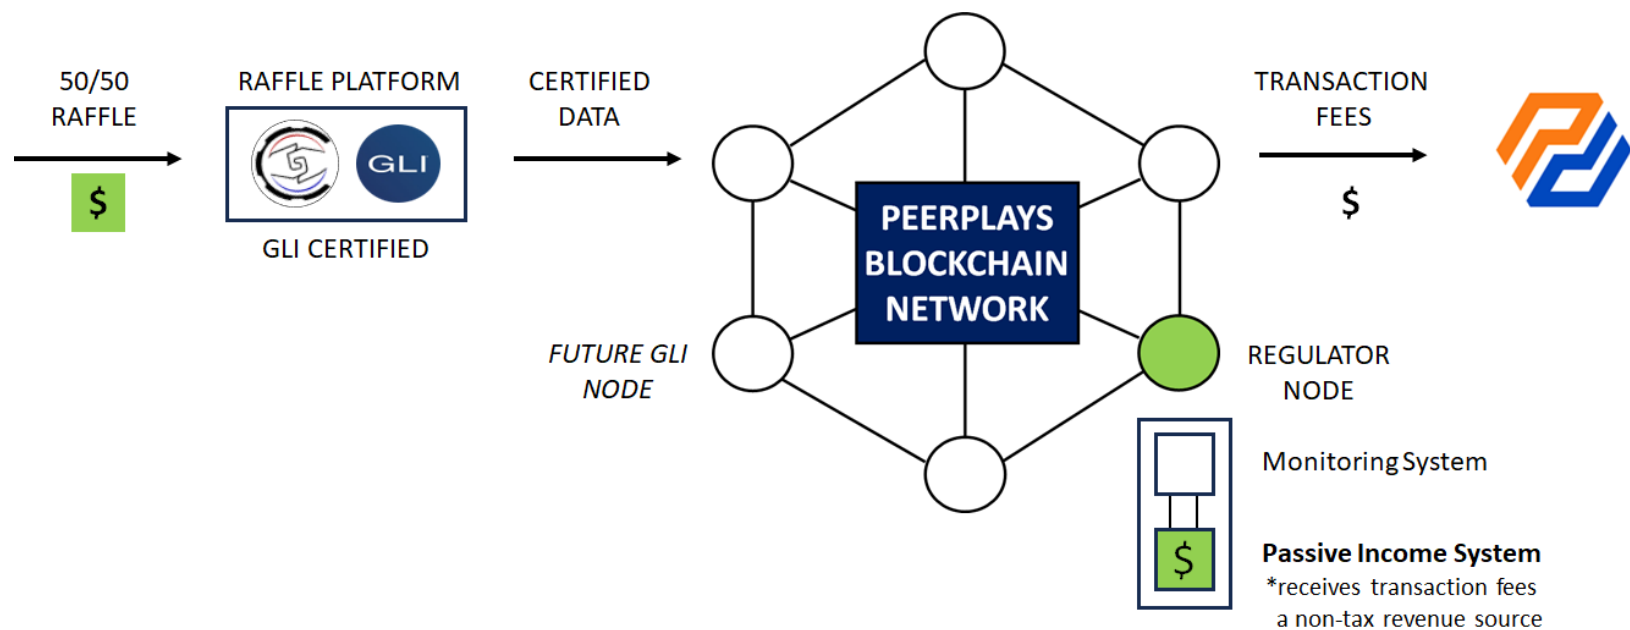 50/50
RAFFLE
$
RAFFLE PLATFORM
GLI
GLI CERTIFIED
CERTIFIED
DATA
PEERPLAYS
BLOCKCHAIN
NETWORK
TRANSACTION
FEES
$
FUTURE GLI
NODE
REGULATOR
NODE
Monitoring System
$
Passive Income System
*receives transaction fees
a non-tax revenue source